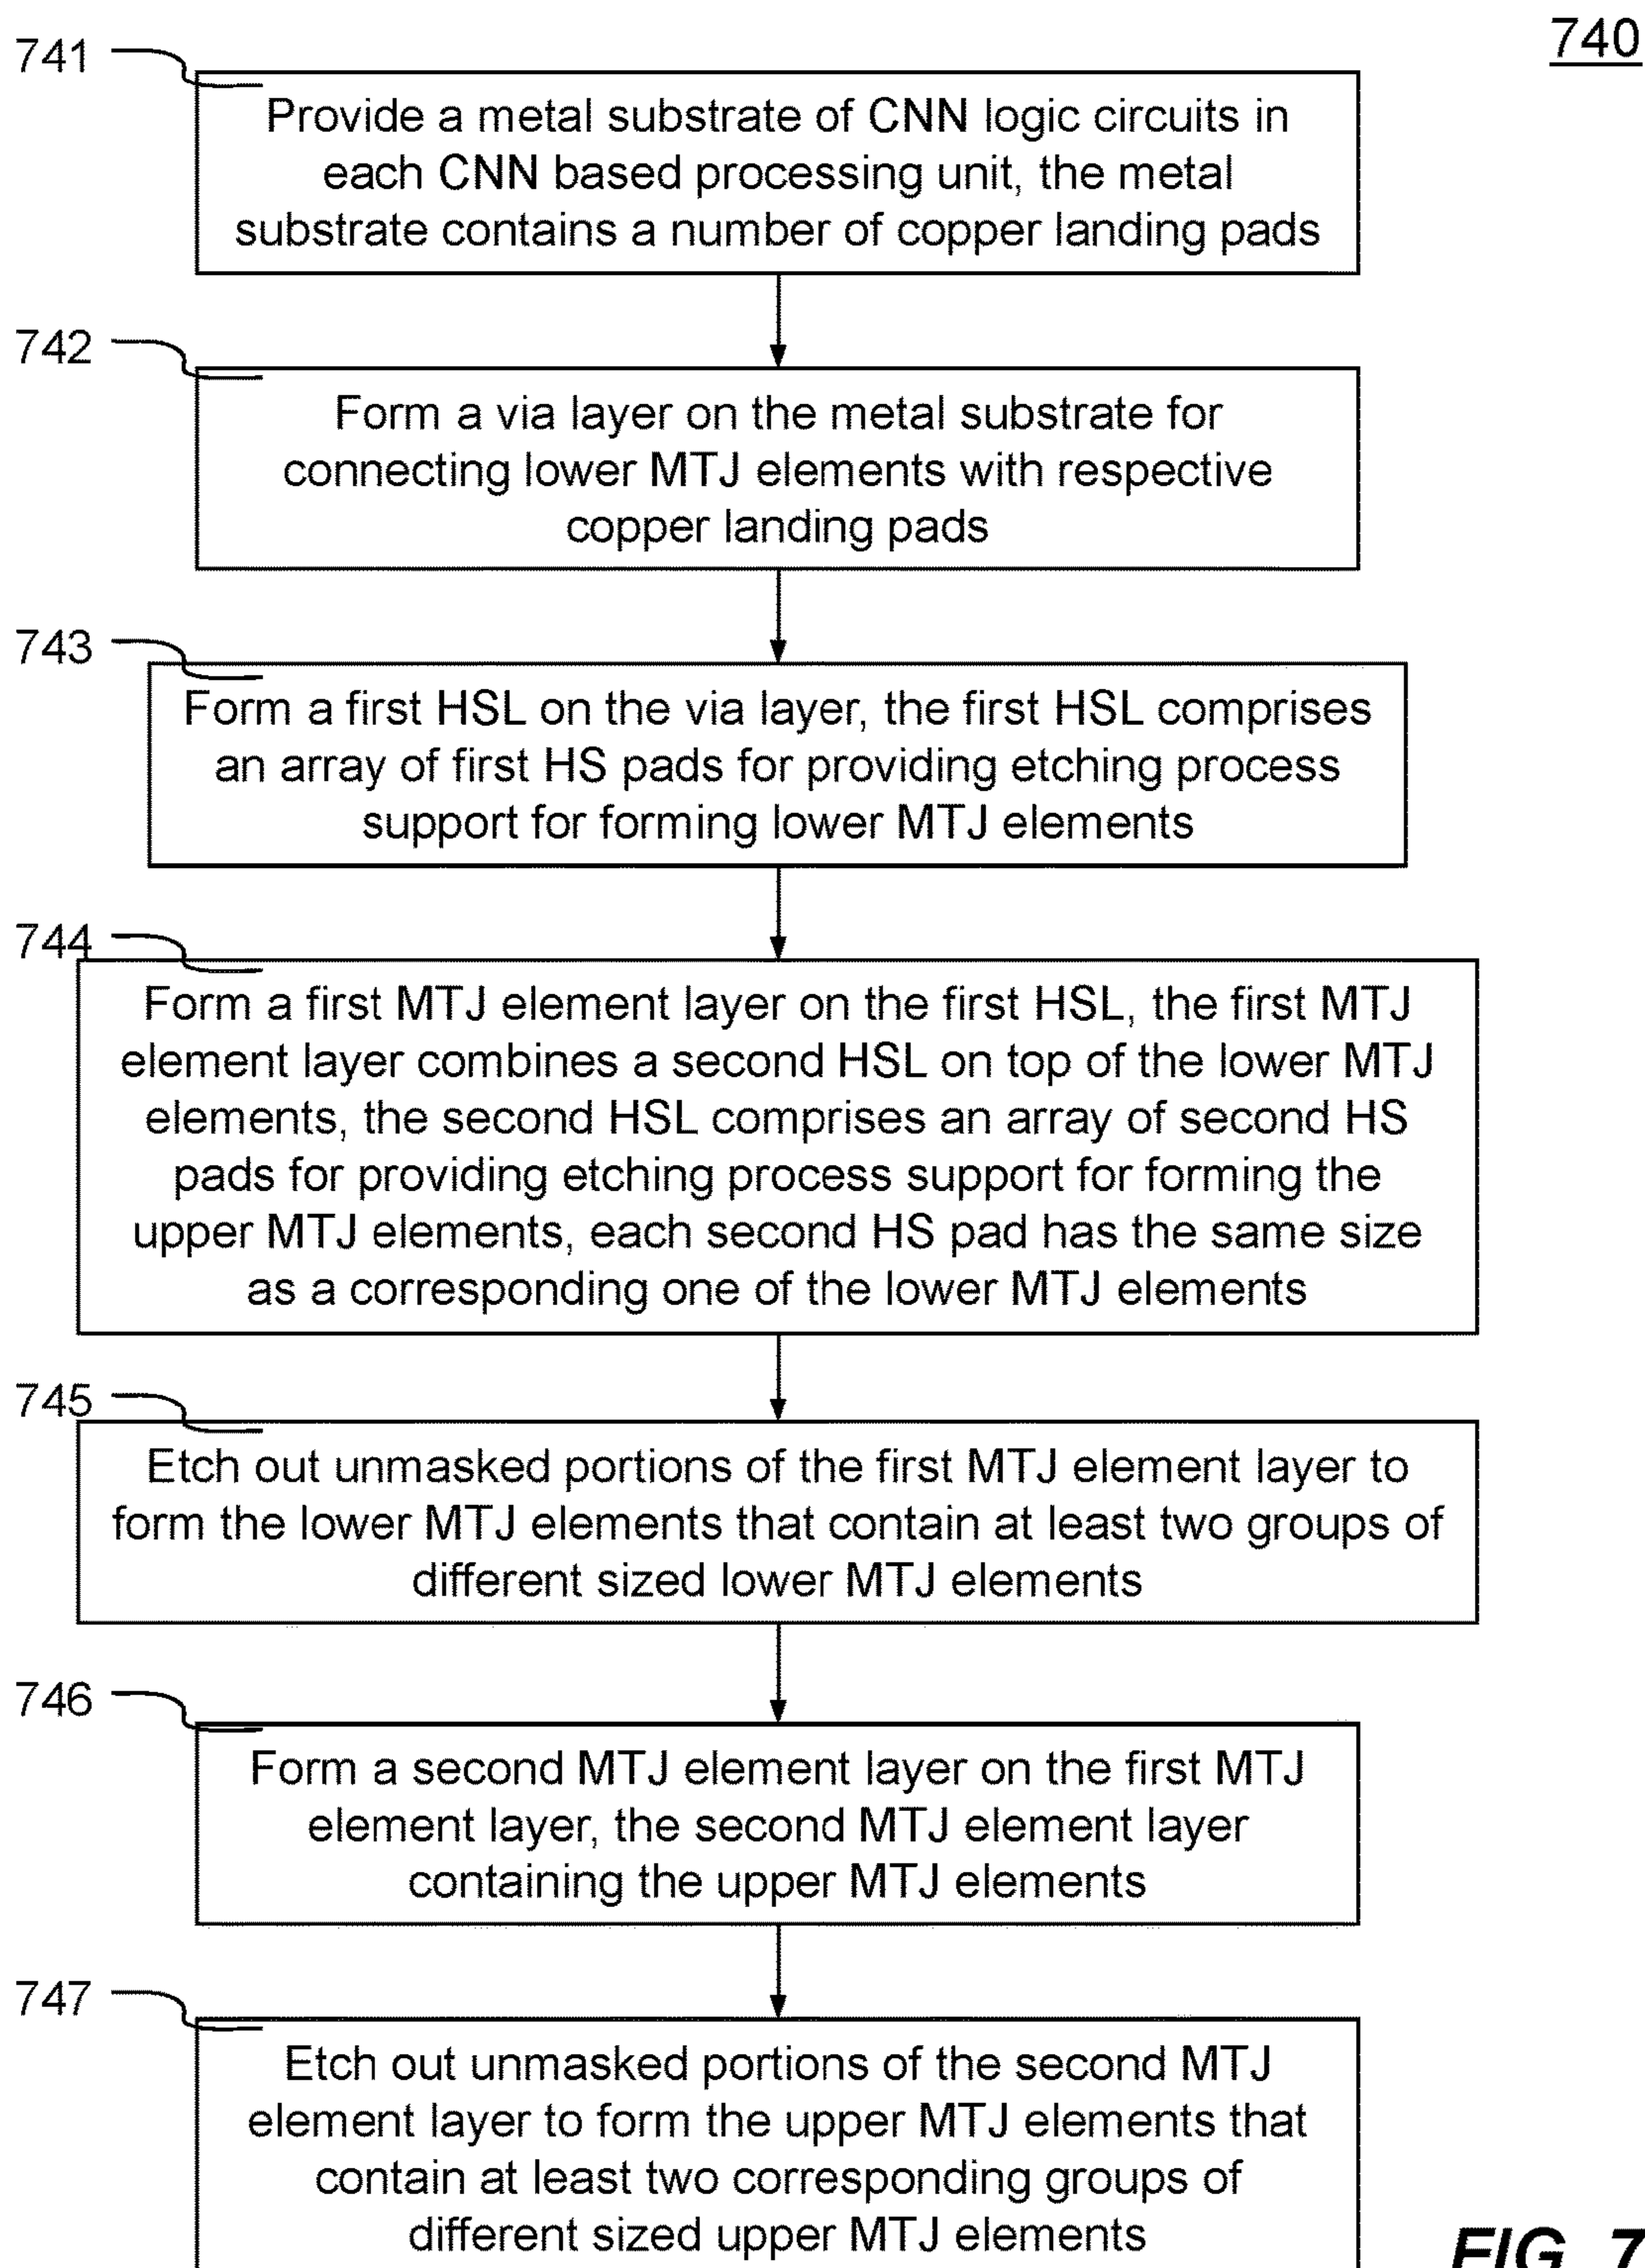 740
741
Provide a metal substrate of CNN logic circuits in
each CNN based processing unit, the metal
substrate contains a number of copper landing pads
742
Form a via layer on the metal substrate for
connecting lower MTJ elements with respective
copper landing pads
743
Form a first HSL on the via layer, the first HSL comprises
an array of first HS pads for providing etching process
support for forming lower MTJ elements
744
Form a first MTJ element layer on the first HSL, the first MTJ
element layer combines a second HSL on top of the lower MTJ
elements, the second HSL comprises an array of second HS
pads for providing etching process support for forming the
upper MTJ elements, each second HS pad has the same size
as a corresponding one of the lower MTJ elements
745
Etch out unmasked portions of the first MTJ element layer to
form the lower MTJ elements that contain at least two groups of
different sized lower MTJ elements
746
Form a second MTJ element layer on the first MTJ
element layer, the second MTJ element layer
containing the upper MTJ elements
747
Etch out unmasked portions of the second MTJ
element layer to form the upper MTJ elements that
contain at least two corresponding groups of
different sized upper MTJ elements
FIG. 7